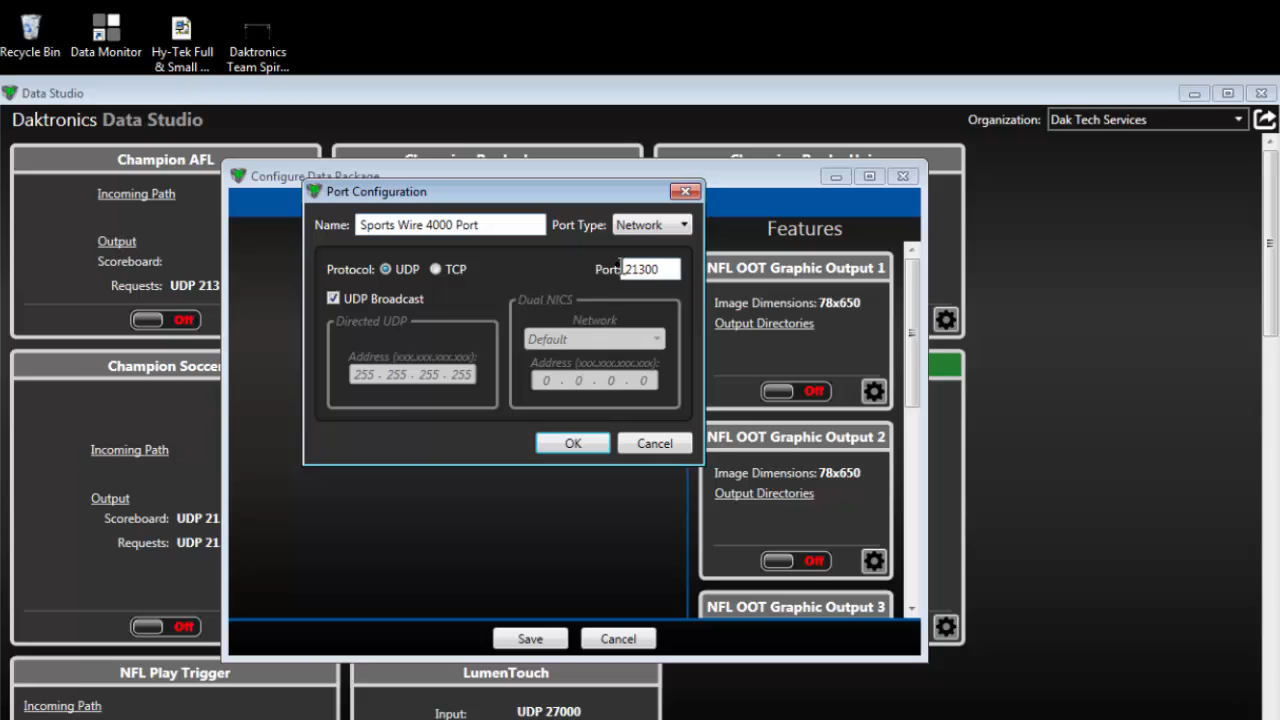 Recycle Bin
Data Monitor
Hy-Tek Full
& Small ...
Daktronics
Team Spir...
Data Studio
Daktronics Data Studio
Organization: Dak Tech Services
Champion AFL
Incoming Path
Output
Scoreboard:
Requests: UDP 213
Off
Configure Data Package
Port Configuration
Name: Sports Wire 4000 Port
Port Type: Network
Protocol: UDP TCP
Port: 21300
UDP Broadcast
Directed UDP
Address (xxx.xxx.xxx.xxx):
255 . 255 . 255 . 255
Dual NICS
Network
Default
Address (xxx.xxx.xxx.xxx):
0 . 0 . 0 . 0
OK
Cancel
Features
NFL OOT Graphic Output 1
Image Dimensions: 78x650
Output Directories
Off
NFL OOT Graphic Output 2
Image Dimensions: 78x650
Output Directories
Off
NFL OOT Graphic Output 3
Save
Cancel
Champion Soccer
Incoming Path
Output
Scoreboard: UDP 21
Requests: UDP 21
Off
NFL Play Trigger
Incoming Path
LumenTouch
Input: UDP 27000